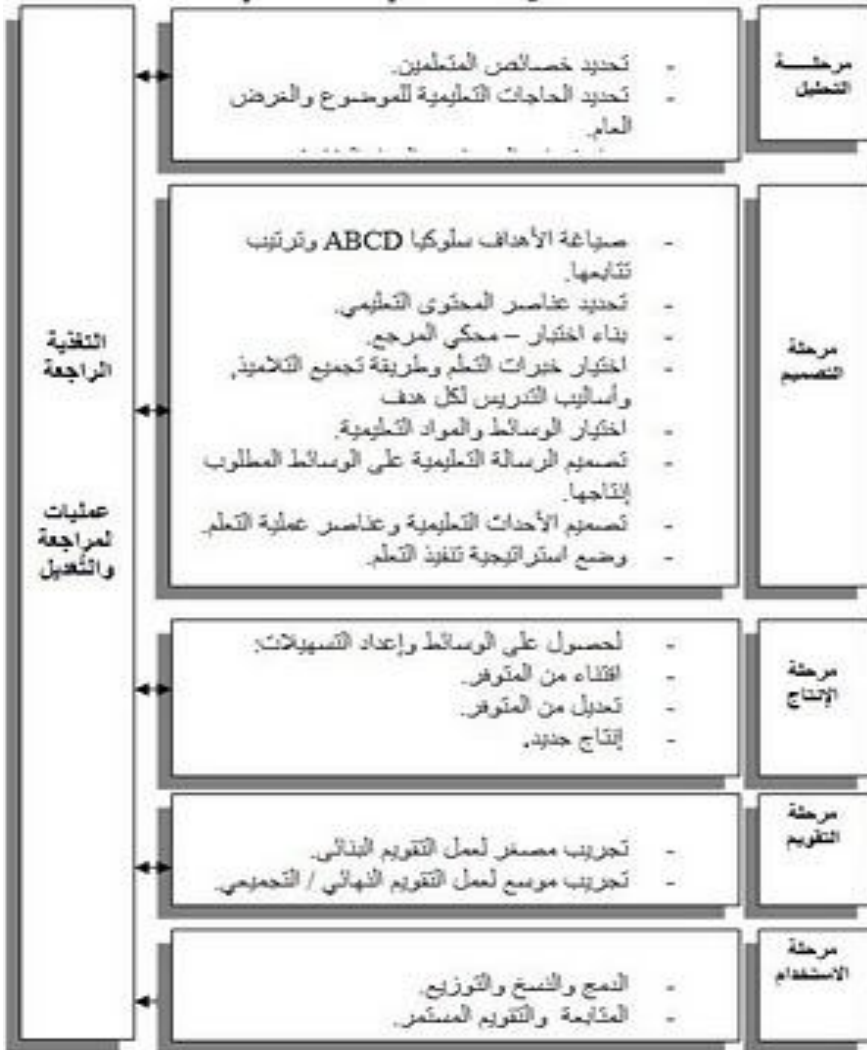 مرحلـــــة
التحليل
- تحديد خصائص المتعلمين.
- تحديد الحاجات التعليمية للموضوع والغرض
العام.
مرحلة
التصميم
- صياغة الأهداف سلوكيا ABCD وترتيب
تتابعها.
- تحديد عناصر المحتوى التعليمي.
- بناء اختبار – محكي المرجع.
- اختيار خبرات التعلم وطريقة تجميع التلاميذ,
وأساليب التدريس لكل هدف
- اختيار الوسائط والمواد التعليمية.
- تصميم الرسالة التعليمية على الوسائط المطلوب
إنتاجها.
- تصميم الأحداث التعليمية وعناصر عملية التعلم.
- وضع استراتيجية تنفيذ التعلم.
مرحلة
الإنتاج
- لحصول على الوسائط وإعداد التسهيلات:
- اقتناء من المتوفر.
- تعديل من المتوفر.
- إنتاج جديد.
مرحلة
التقويم
- تجريب مصغر لعمل التقويم البنائى.
- تجريب موسع لعمل التقويم النهائي / التجميعي.
مرحلة
الاستخدام
- الدمج والنسخ والتوزيع.
- المتابعة والتقويم المستمر.
التغذية
الراجعة
عمليات
لمراجعة
والتعديل